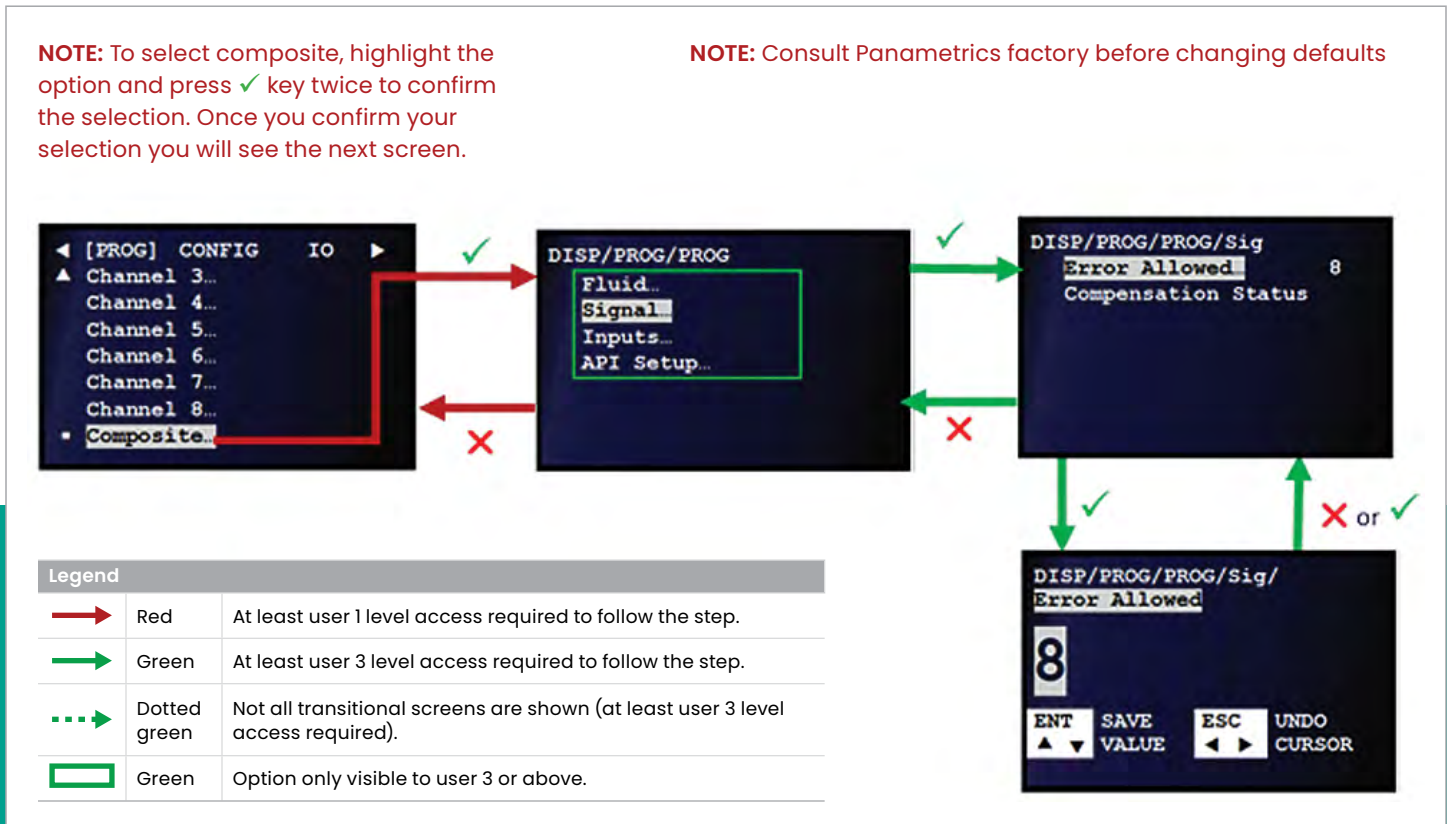 NOTE: To select composite, highlight the
option and press ✓ key twice to confirm
the selection. Once you confirm your
selection you will see the next screen.
NOTE: Consult Panametrics factory before changing defaults
◄ [PROG] CONFIG IO ►
▲ Channel 3…
Channel 4…
Channel 5…
Channel 6…
Channel 7…
Channel 8…
▪ Composite…
✓
✕
DISP/PROG/PROG
Fluid…
Signal…
Inputs…
API Setup…
✓
✕
DISP/PROG/PROG/Sig
Error Allowed… 8
Compensation Status
✓
✕ or ✓
DISP/PROG/PROG/Sig/
Error Allowed
8
ENT SAVE ESC UNDO
▲ ▼ VALUE ◄ ► CURSOR
Legend
Red At least user 1 level access required to follow the step.
Green At least user 3 level access required to follow the step.
Dotted
green
Not all transitional screens are shown (at least user 3 level
access required).
Green Option only visible to user 3 or above.